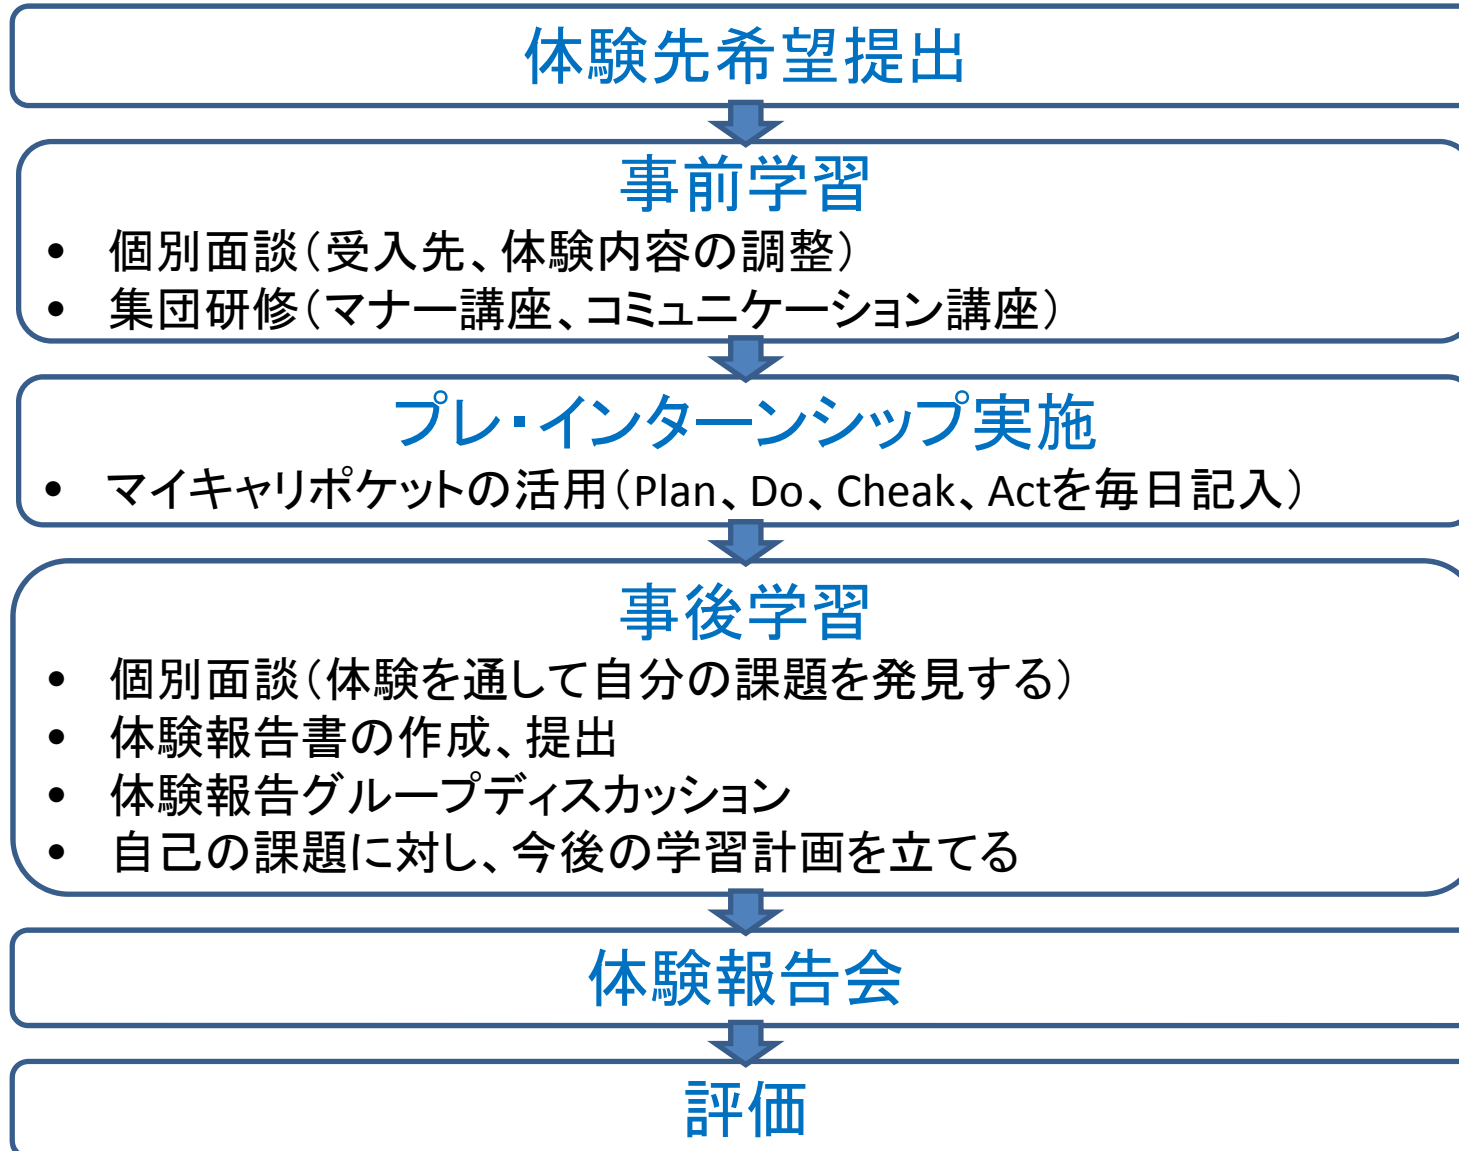 体験先希望提出
事前学習
• 個別面談(受入先、体験内容の調整)
• 集団研修(マナー講座、コミュニケーション講座)
プレ・インターンシップ実施
• マイキャリポケットの活用(Plan、Do、Cheak、Actを毎日記入)
事後学習
• 個別面談(体験を通して自分の課題を発見する)
• 体験報告書の作成、提出
• 体験報告グループディスカッション
• 自己の課題に対し、今後の学習計画を立てる
体験報告会
評価